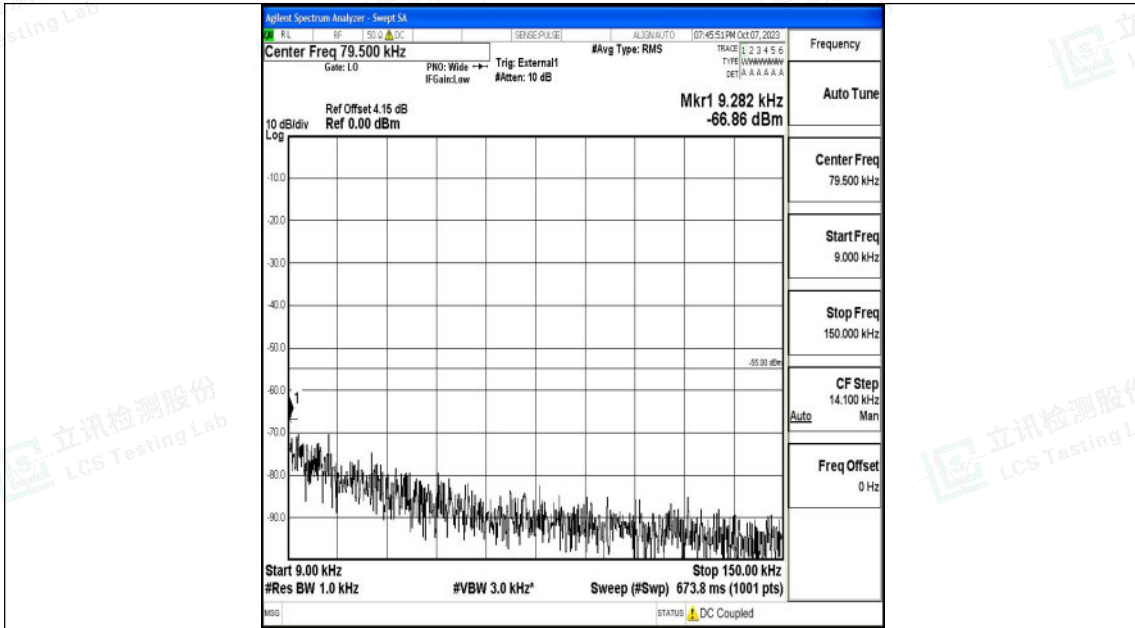 Agilent Spectrum Analyzer - Swept SA
RL RF 50 Ω DC SENSE:PULSE ALIGNAUTO 07:45:51PM Oct 07, 2023
Center Freq 79.500 kHz #Avg Type: RMS TRACE 1 2 3 4 5 6
Gate: LO PNO: Wide Trig: External1 TYPE
IFGain:Low #Atten: 10 dB DET A A A A A A
Mkr1 9.282 kHz
-66.86 dBm
Ref Offset 4.15 dB
10 dB/div Ref 0.00 dBm
Log
-10.0
-20.0
-30.0
-40.0
-50.0
-55.00 dBm
-60.0
1
-70.0
-80.0
-90.0
Start 9.00 kHz Stop 150.00 kHz
#Res BW 1.0 kHz #VBW 3.0 kHz* Sweep (#Swp) 673.8 ms (1001 pts)
MSG STATUS DC Coupled
Frequency
Auto Tune
Center Freq
79.500 kHz
Start Freq
9.000 kHz
Stop Freq
150.000 kHz
CF Step
14.100 kHz
Auto Man
Freq Offset
0 Hz
立讯检测股份
LCS Testing Lab
立讯检测股份
LCS Testing L
sting Lab
立